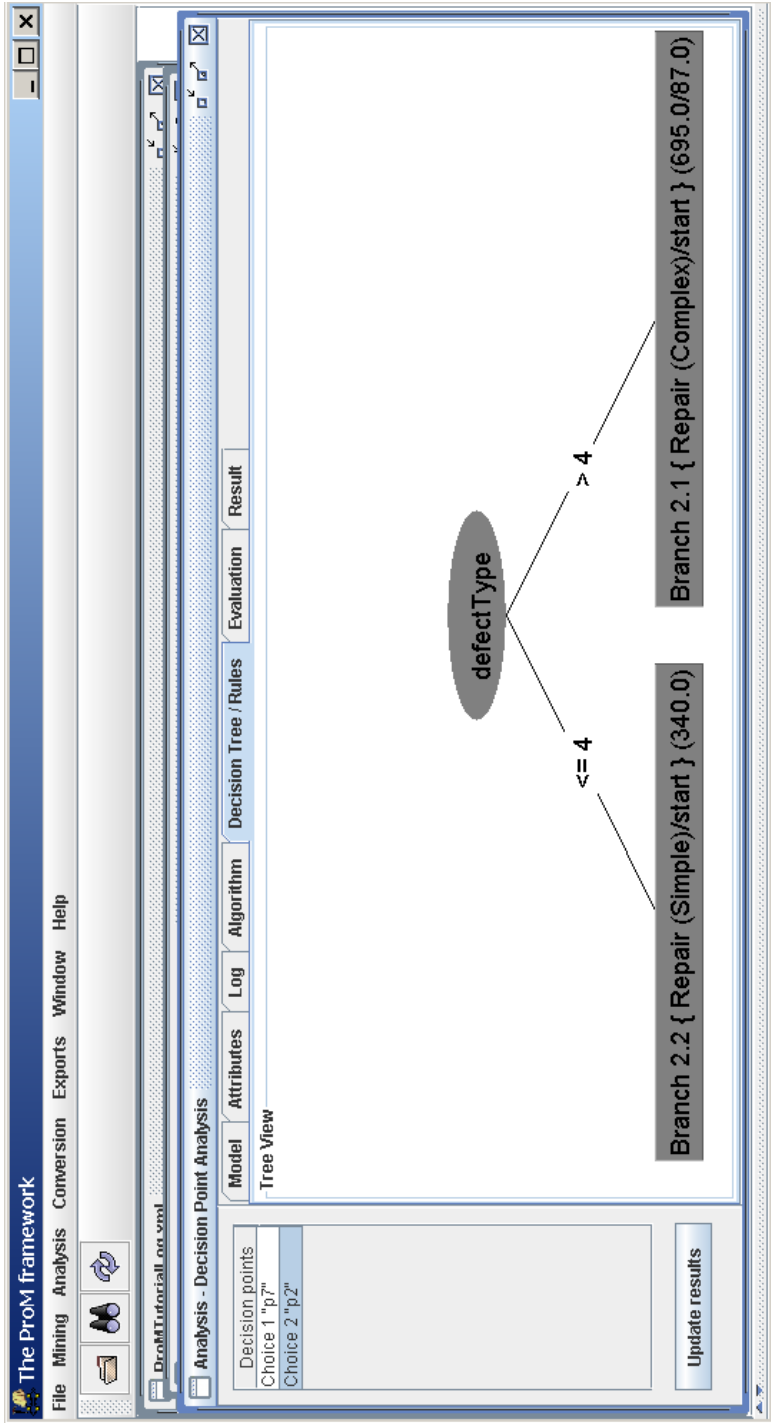 The ProM framework
File Mining Analysis Conversion Exports Window Help
ProMTutorialLog.xml
Analysis - Decision Point Analysis
Decision points
Choice 1 "p7"
Choice 2 "p2"
Update results
Model Attributes Log Algorithm Decision Tree / Rules Evaluation Result
Tree View
defectType
<= 4 > 4
Branch 2.2 { Repair (Simple)/start } (340.0) Branch 2.1 { Repair (Complex)/start } (695.0/87.0)